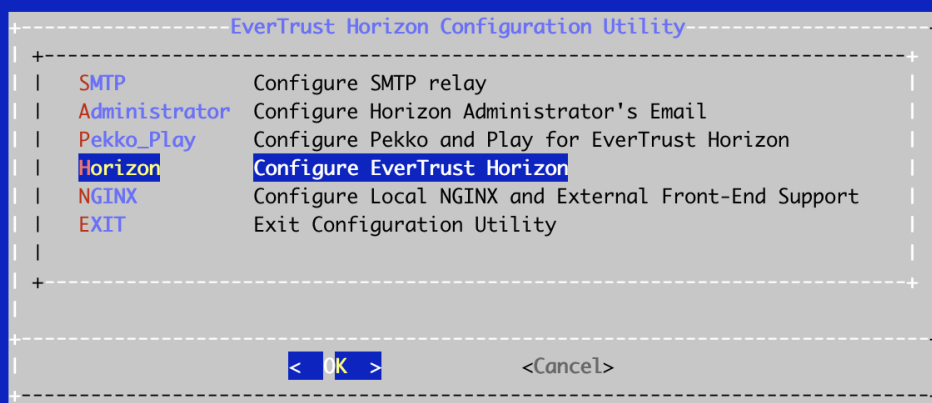 EverTrust Horizon Configuration Utility
SMTP Configure SMTP relay
Administrator Configure Horizon Administrator's Email
Pekko_Play Configure Pekko and Play for EverTrust Horizon
Horizon Configure EverTrust Horizon
NGINX Configure Local NGINX and External Front-End Support
EXIT Exit Configuration Utility
< OK > <Cancel>